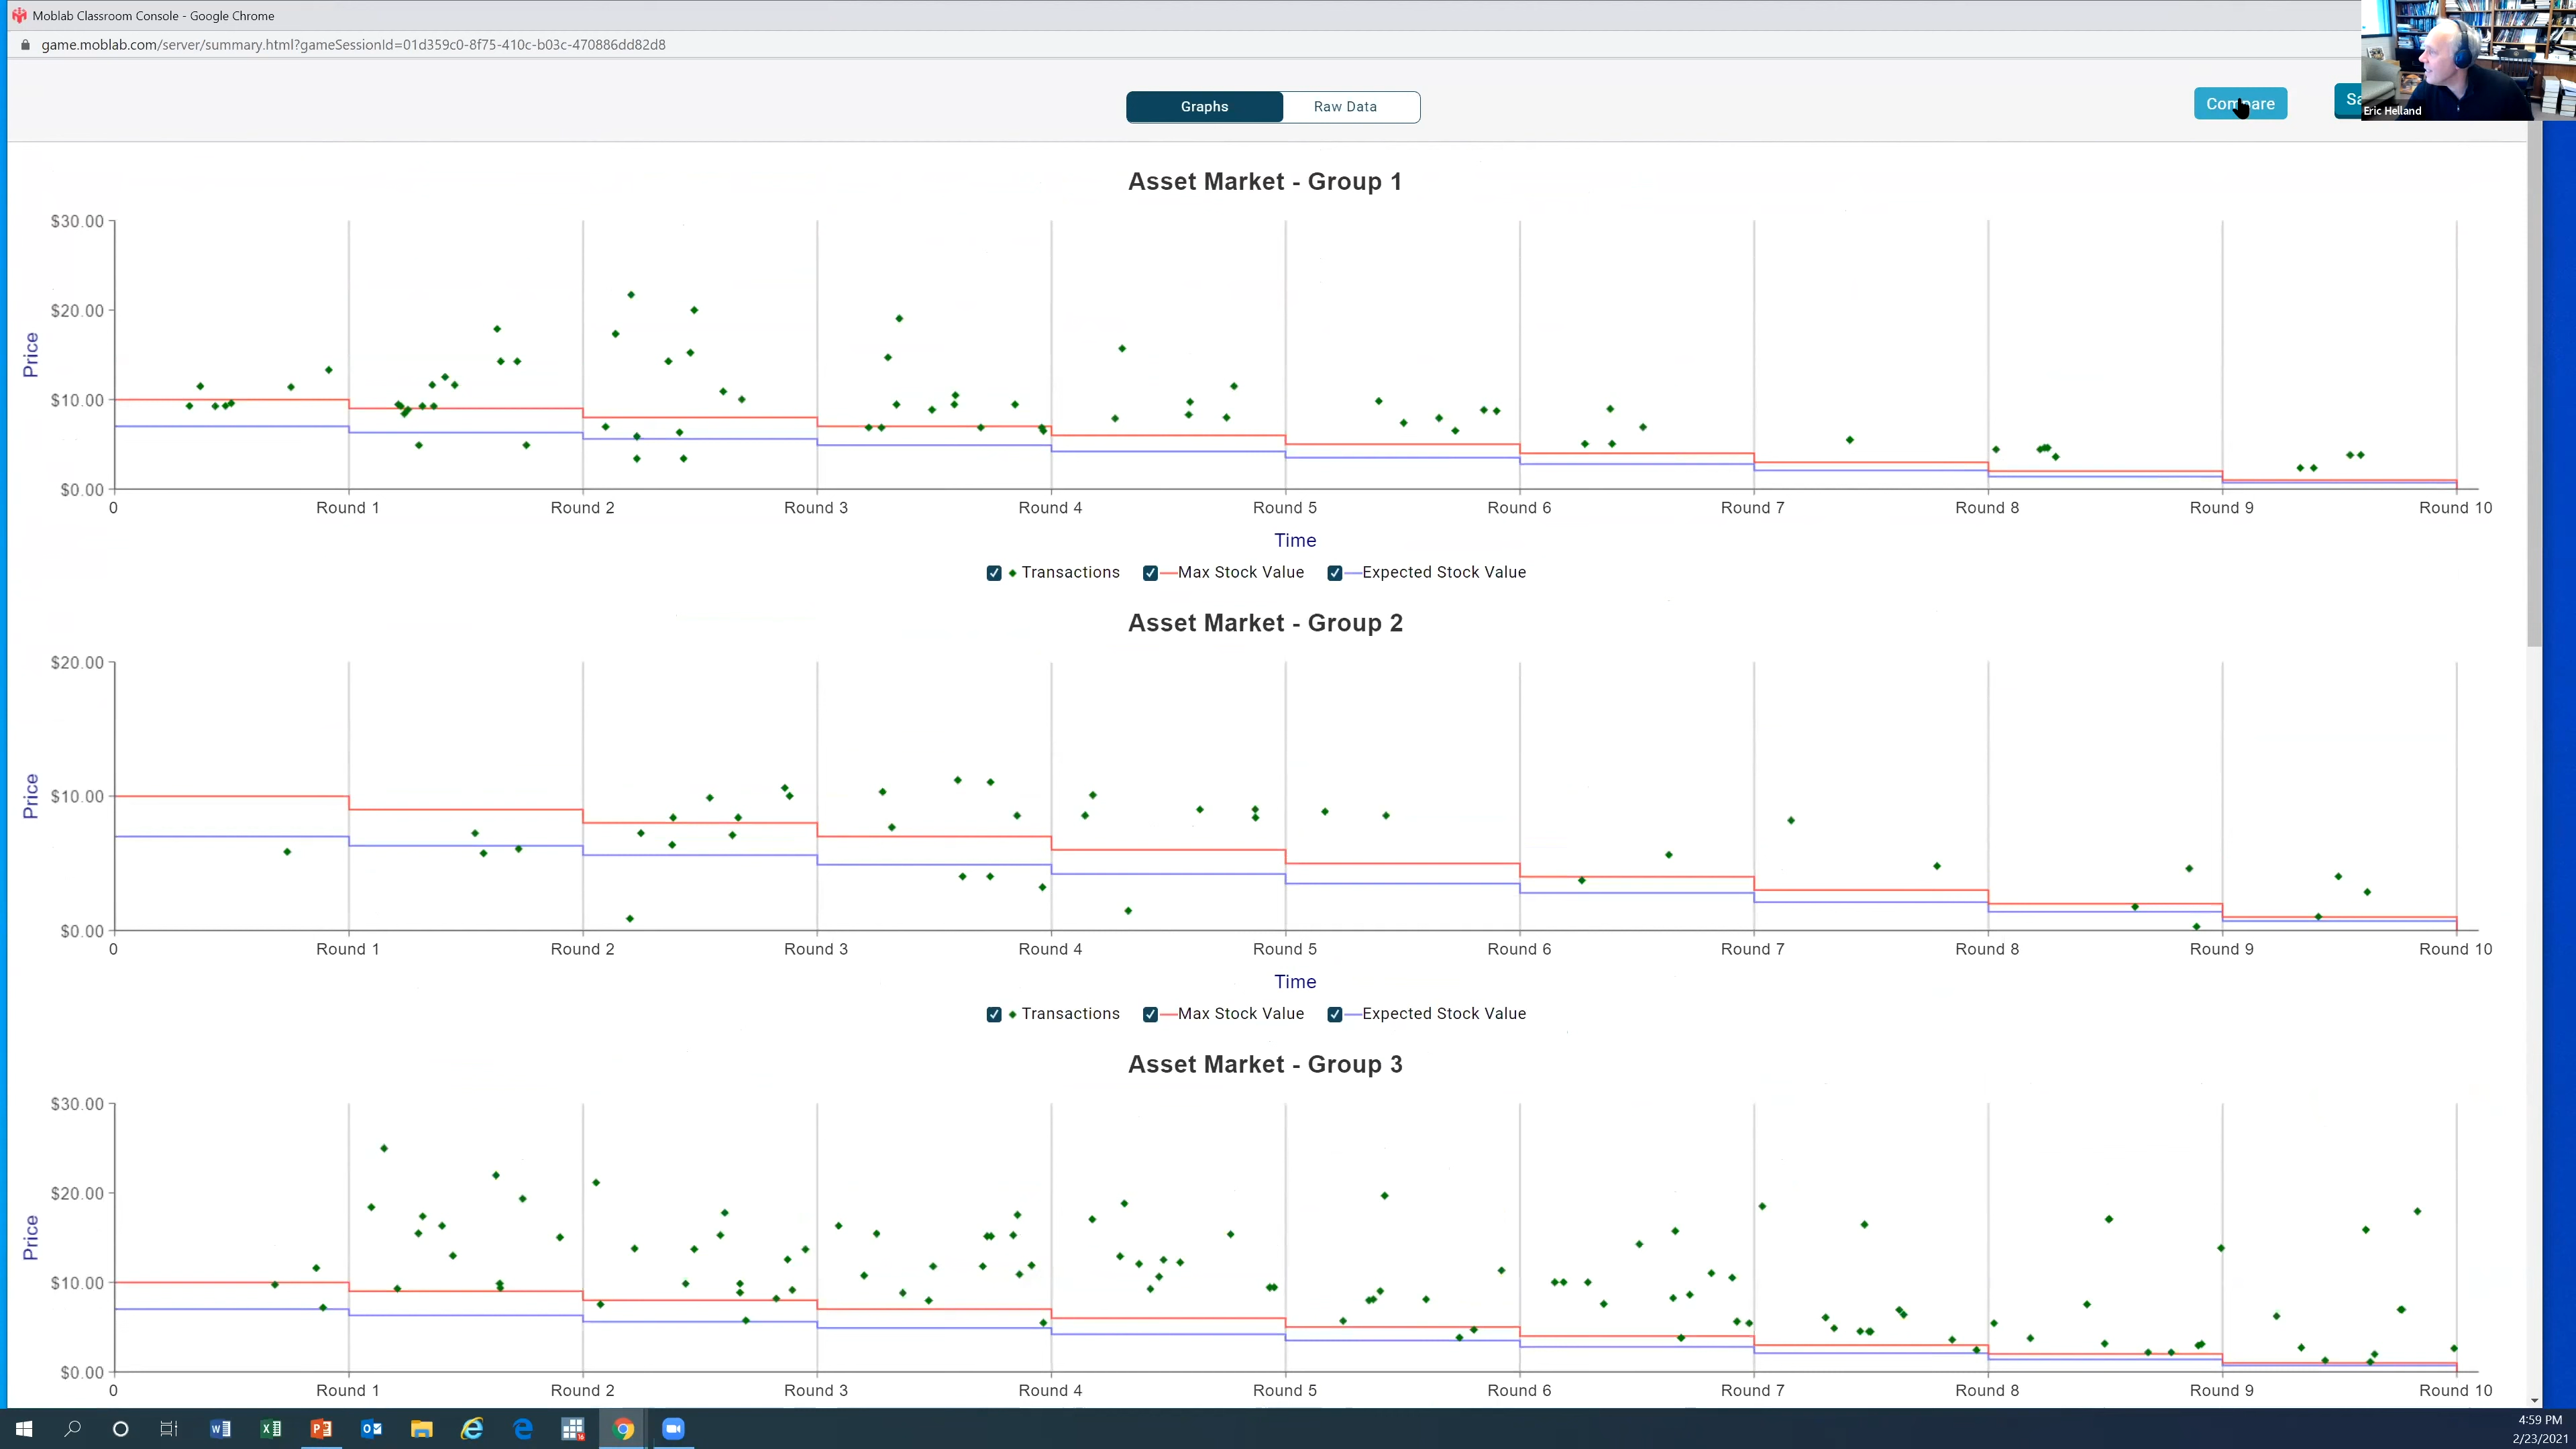 Moblab Classroom Console - Google Chrome
game.moblab.com/server/summary.html?gameSessionId=01d359c0-8f75-410c-b03c-470886dd82d8
Graphs
Raw Data
Compare
Eric Helland
Asset Market - Group 1
$30.00
$20.00
$10.00
$0.00
Price
0 Round 1 Round 2 Round 3 Round 4 Round 5 Round 6 Round 7 Round 8 Round 9 Round 10
Time
Transactions Max Stock Value Expected Stock Value
Asset Market - Group 2
$20.00
$10.00
$0.00
Price
0 Round 1 Round 2 Round 3 Round 4 Round 5 Round 6 Round 7 Round 8 Round 9 Round 10
Time
Transactions Max Stock Value Expected Stock Value
Asset Market - Group 3
$30.00
$20.00
$10.00
$0.00
Price
0 Round 1 Round 2 Round 3 Round 4 Round 5 Round 6 Round 7 Round 8 Round 9 Round 10
4:59 PM
2/23/2021